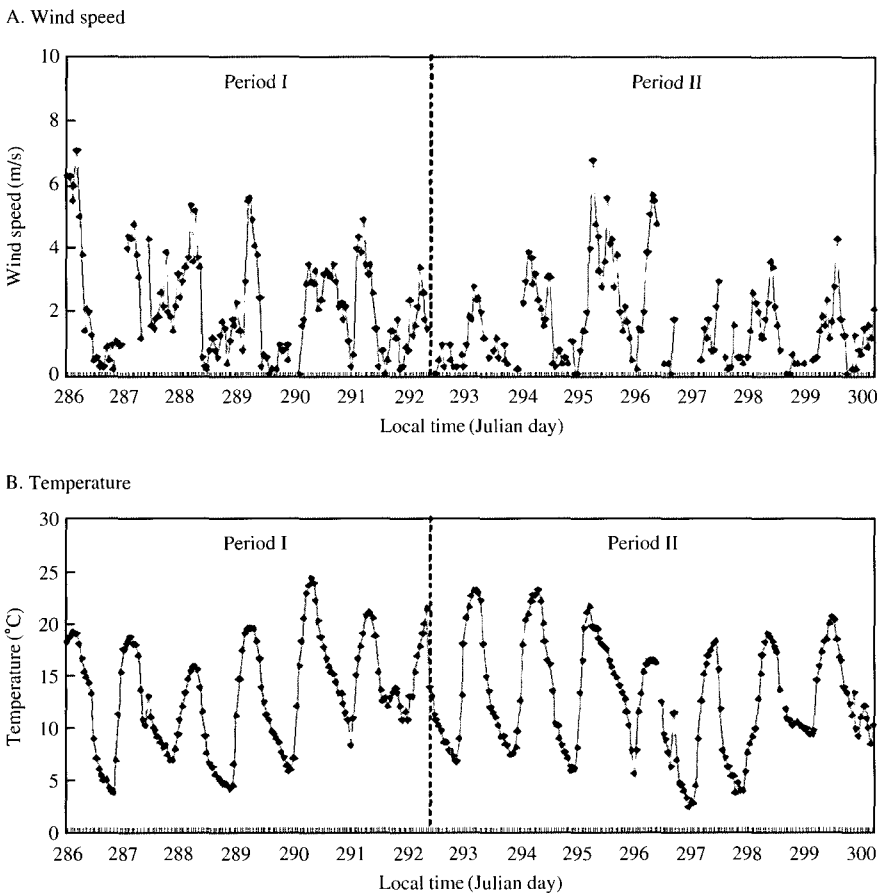 A. Wind speed
10
8
6
4
2
0
Wind speed (m/s)
Period I
Period II
286 287 288 289 290 291 292 293 294 295 296 297 298 299 300
Local time (Julian day)
B. Temperature
30
25
20
15
10
5
0
Temperature (°C)
Period I
Period II
286 287 288 289 290 291 292 293 294 295 296 297 298 299 300
Local time (Julian day)